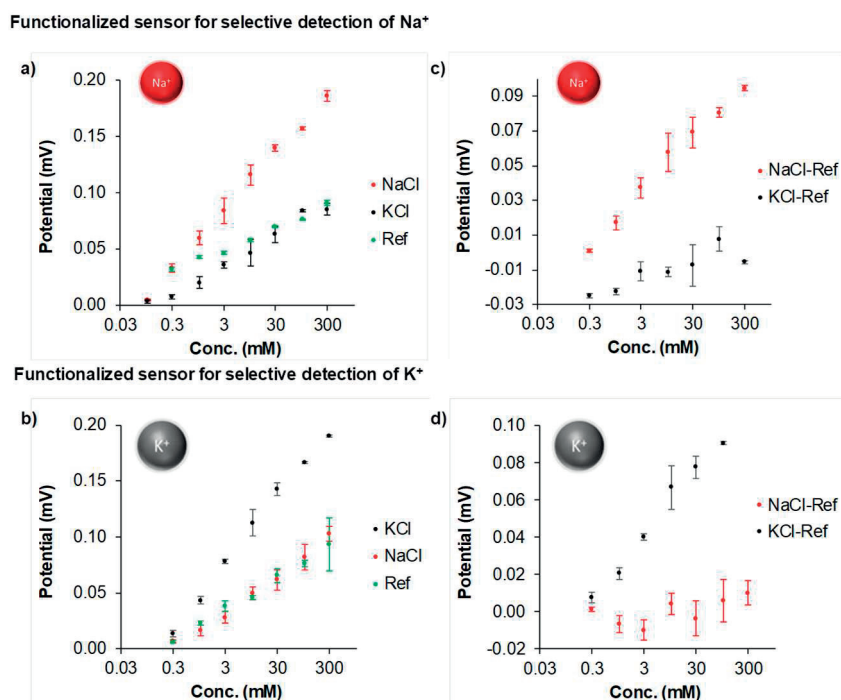 Functionalized sensor for selective detection of Na⁺
a)
Na⁺
0.20
0.15
0.10
0.05
0.00
Potential (mV)
0.03 0.3 3 30 300
Conc. (mM)
NaCl
KCl
Ref
c)
Na⁺
0.09
0.07
0.05
0.03
0.01
-0.01
-0.03
Potential (mV)
0.03 0.3 3 30 300
Conc. (mM)
NaCl-Ref
KCl-Ref
Functionalized sensor for selective detection of K⁺
b)
K⁺
0.20
0.15
0.10
0.05
0.00
Potential (mV)
0.03 0.3 3 30 300
Conc. (mM)
KCl
NaCl
Ref
d)
K⁺
0.10
0.08
0.06
0.04
0.02
0.00
-0.02
Potential (mV)
0.03 0.3 3 30 300
Conc. (mM)
NaCl-Ref
KCl-Ref